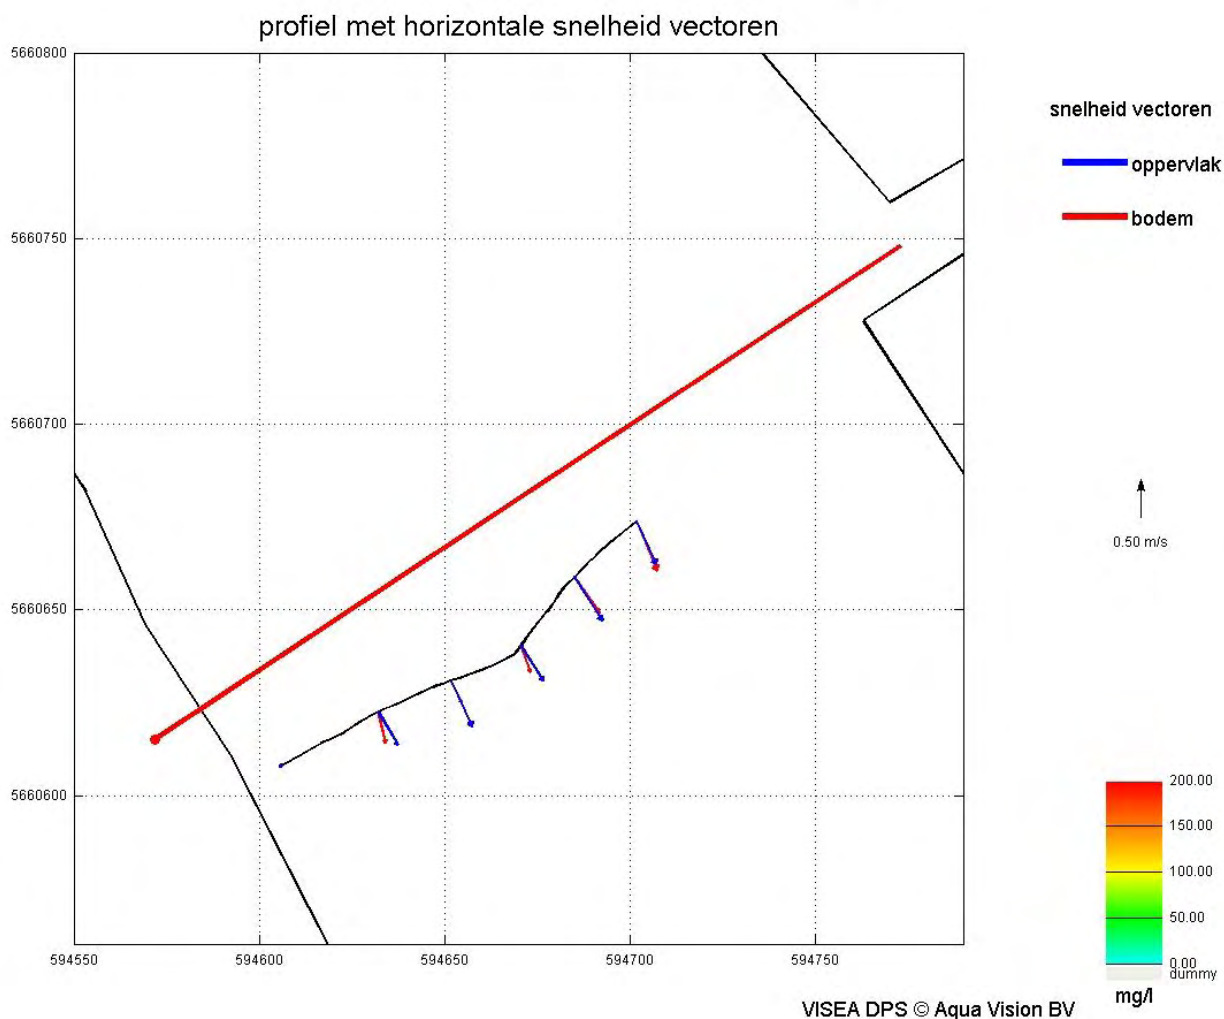 profiel met horizontale snelheid vectoren
5660800
5660750
5660700
5660650
5660600
594550
594600
594650
594700
594750
snelheid vectoren
oppervlak
bodem
0.50 m/s
200.00
150.00
100.00
50.00
0.00
dummy
mg/l
VISEA DPS © Aqua Vision BV